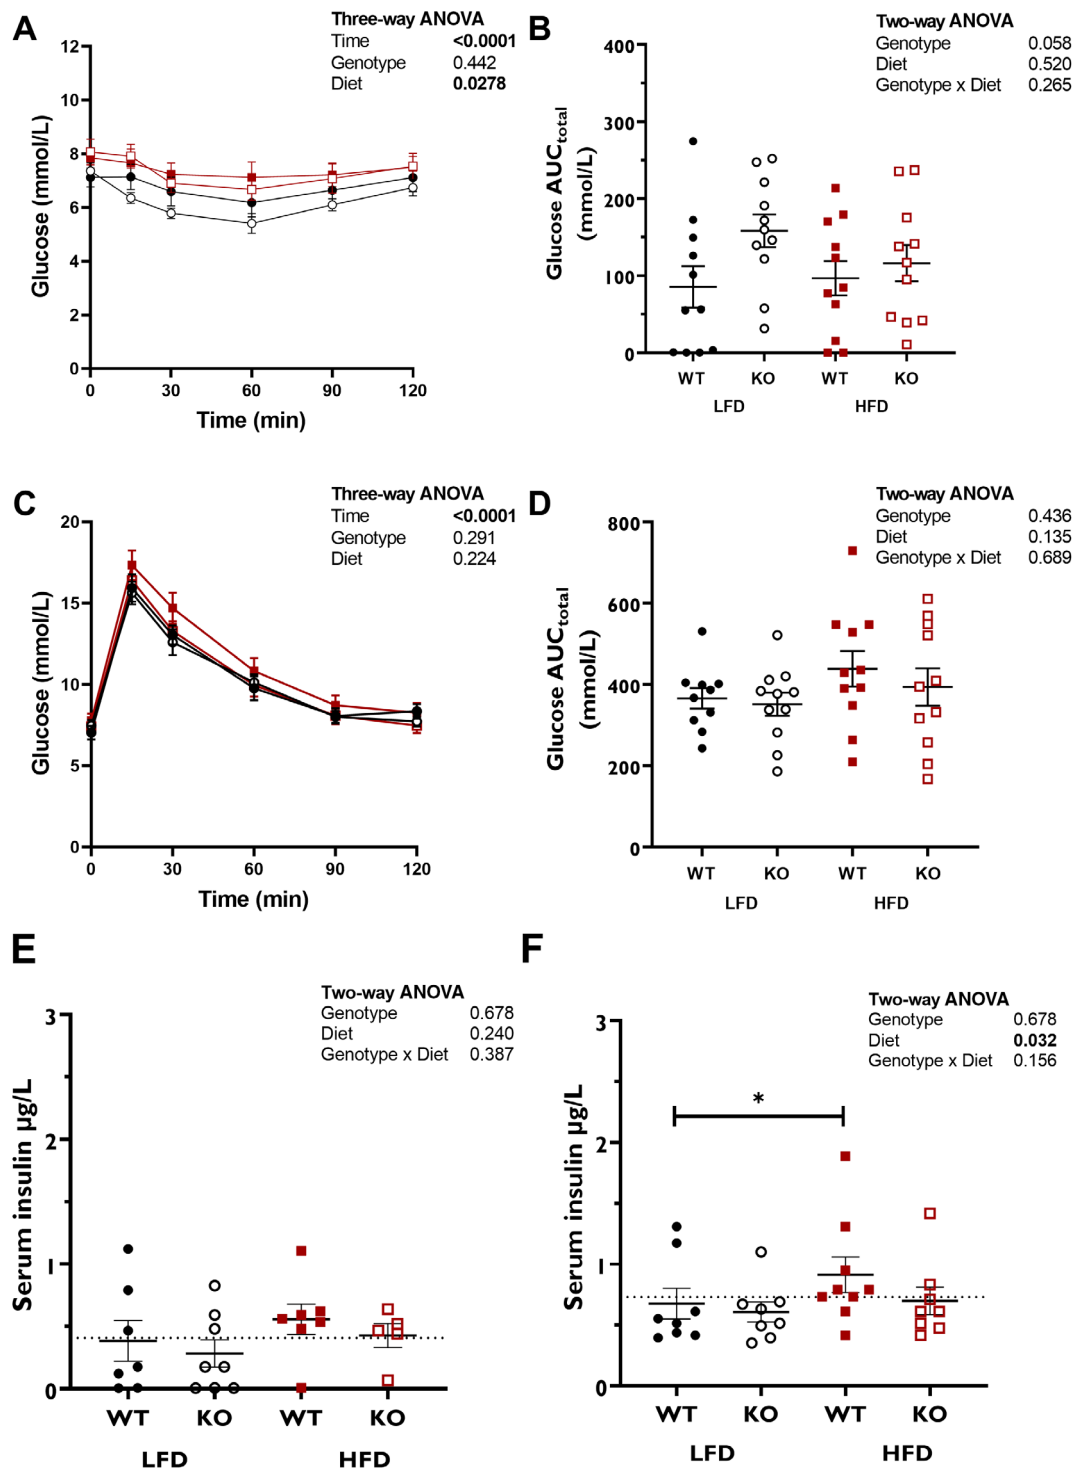 A
Three-way ANOVA
Time <0.0001
Genotype 0.442
Diet 0.0278
12
10
8
6
4
2
0
Glucose (mmol/L)
0 30 60 90 120
Time (min)
B
Two-way ANOVA
Genotype 0.058
Diet 0.520
Genotype x Diet 0.265
400
300
200
100
0
Glucose AUCtotal
(mmol/L)
WT KO WT KO
LFD HFD
C
Three-way ANOVA
Time <0.0001
Genotype 0.291
Diet 0.224
20
15
10
5
0
Glucose (mmol/L)
0 30 60 90 120
Time (min)
D
Two-way ANOVA
Genotype 0.436
Diet 0.135
Genotype x Diet 0.689
800
600
400
200
0
Glucose AUCtotal
(mmol/L)
WT KO WT KO
LFD HFD
E
Two-way ANOVA
Genotype 0.678
Diet 0.240
Genotype x Diet 0.387
3
2
1
0
Serum insulin µg/L
WT KO WT KO
LFD HFD
F
Two-way ANOVA
Genotype 0.678
Diet 0.032
Genotype x Diet 0.156
3
2
1
0
Serum insulin µg/L
*
WT KO WT KO
LFD HFD